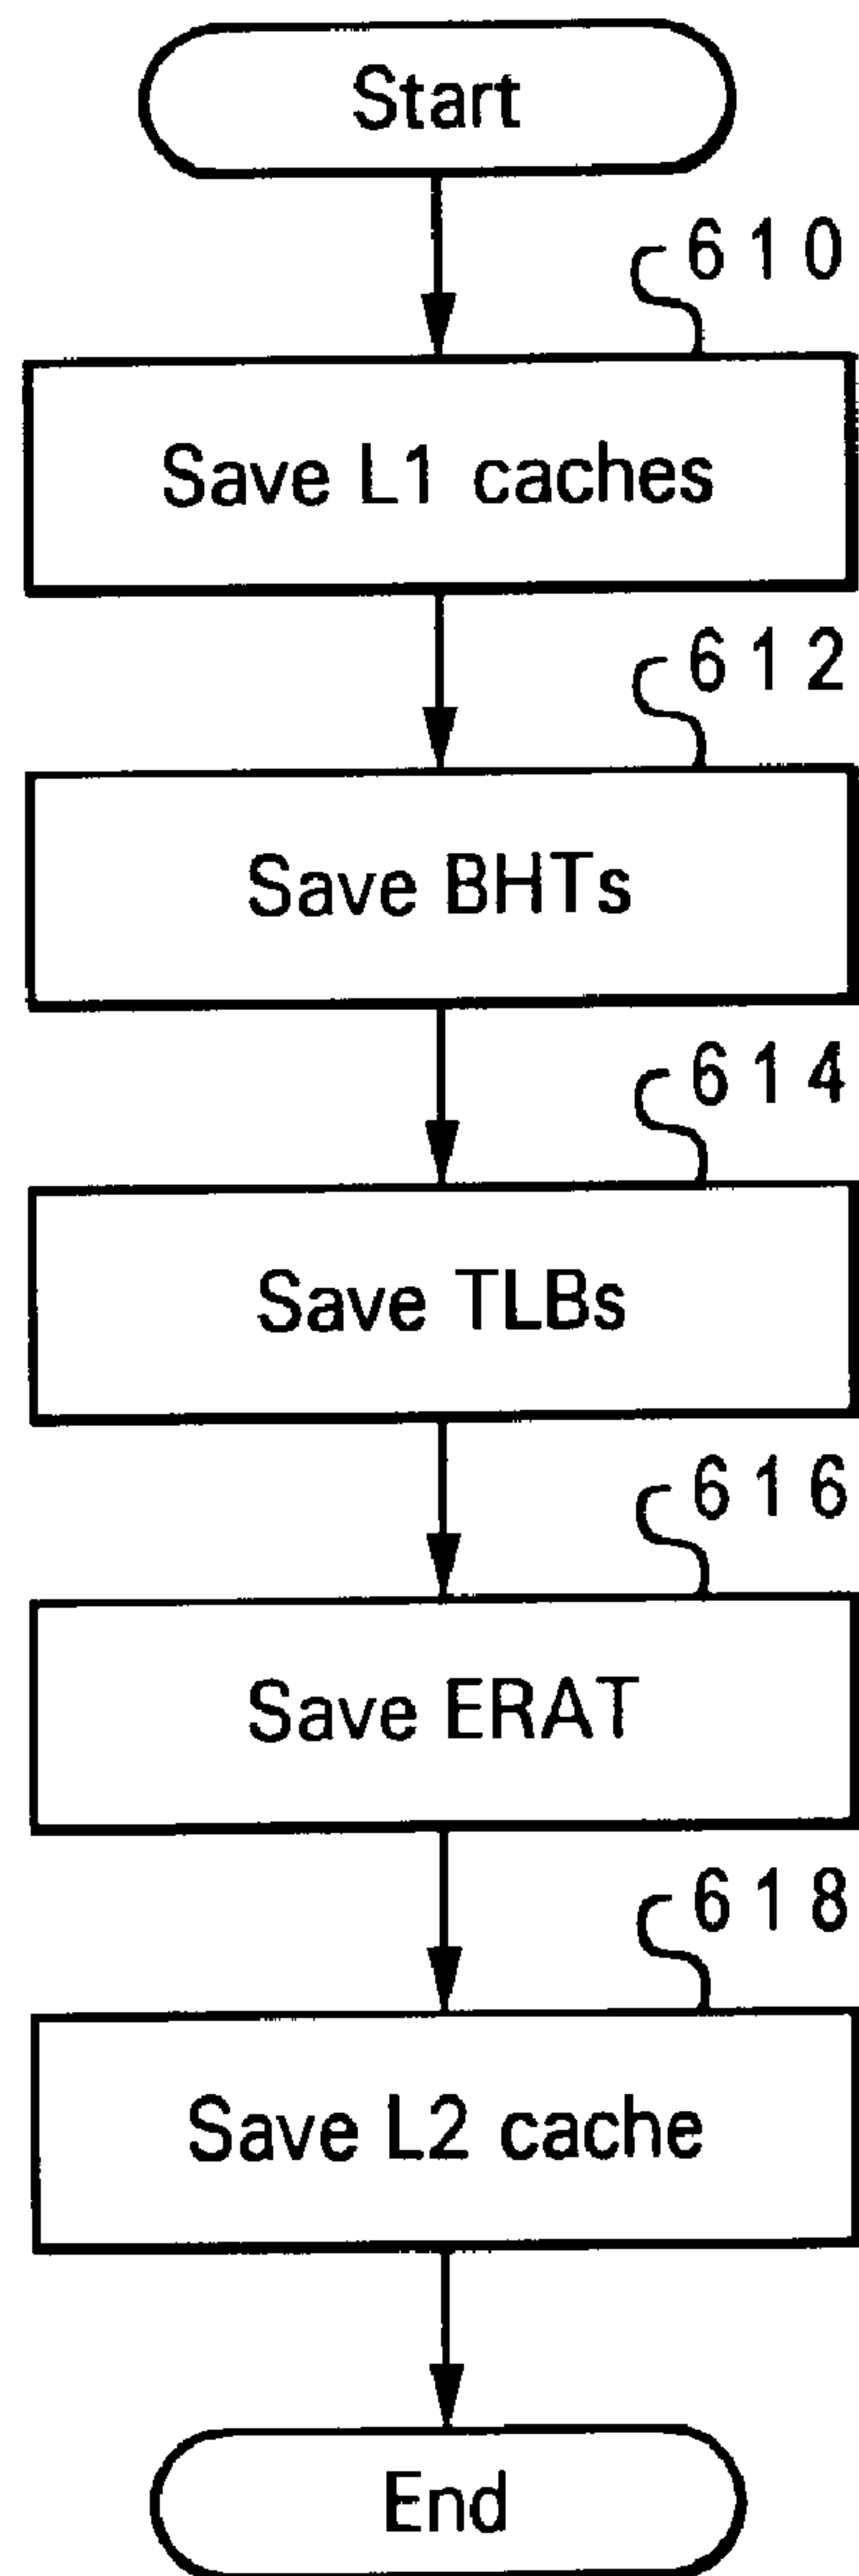 Start
610
Save L1 caches
612
Save BHTs
614
Save TLBs
616
Save ERAT
618
Save L2 cache
End